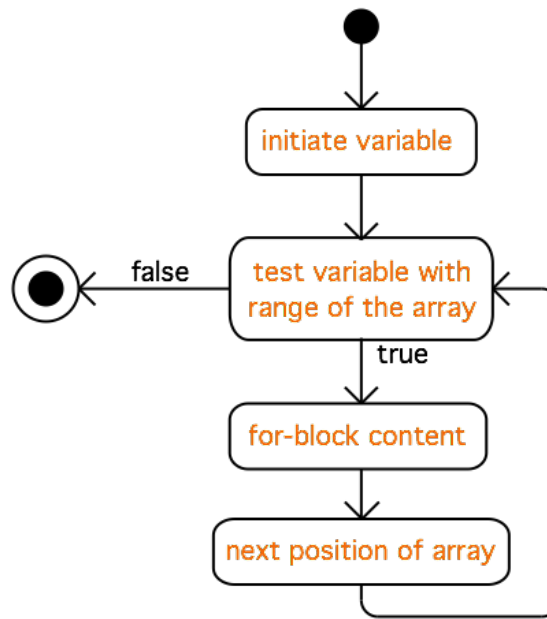 initiate variable
false
test variable with
range of the array
true
for-block content
next position of array